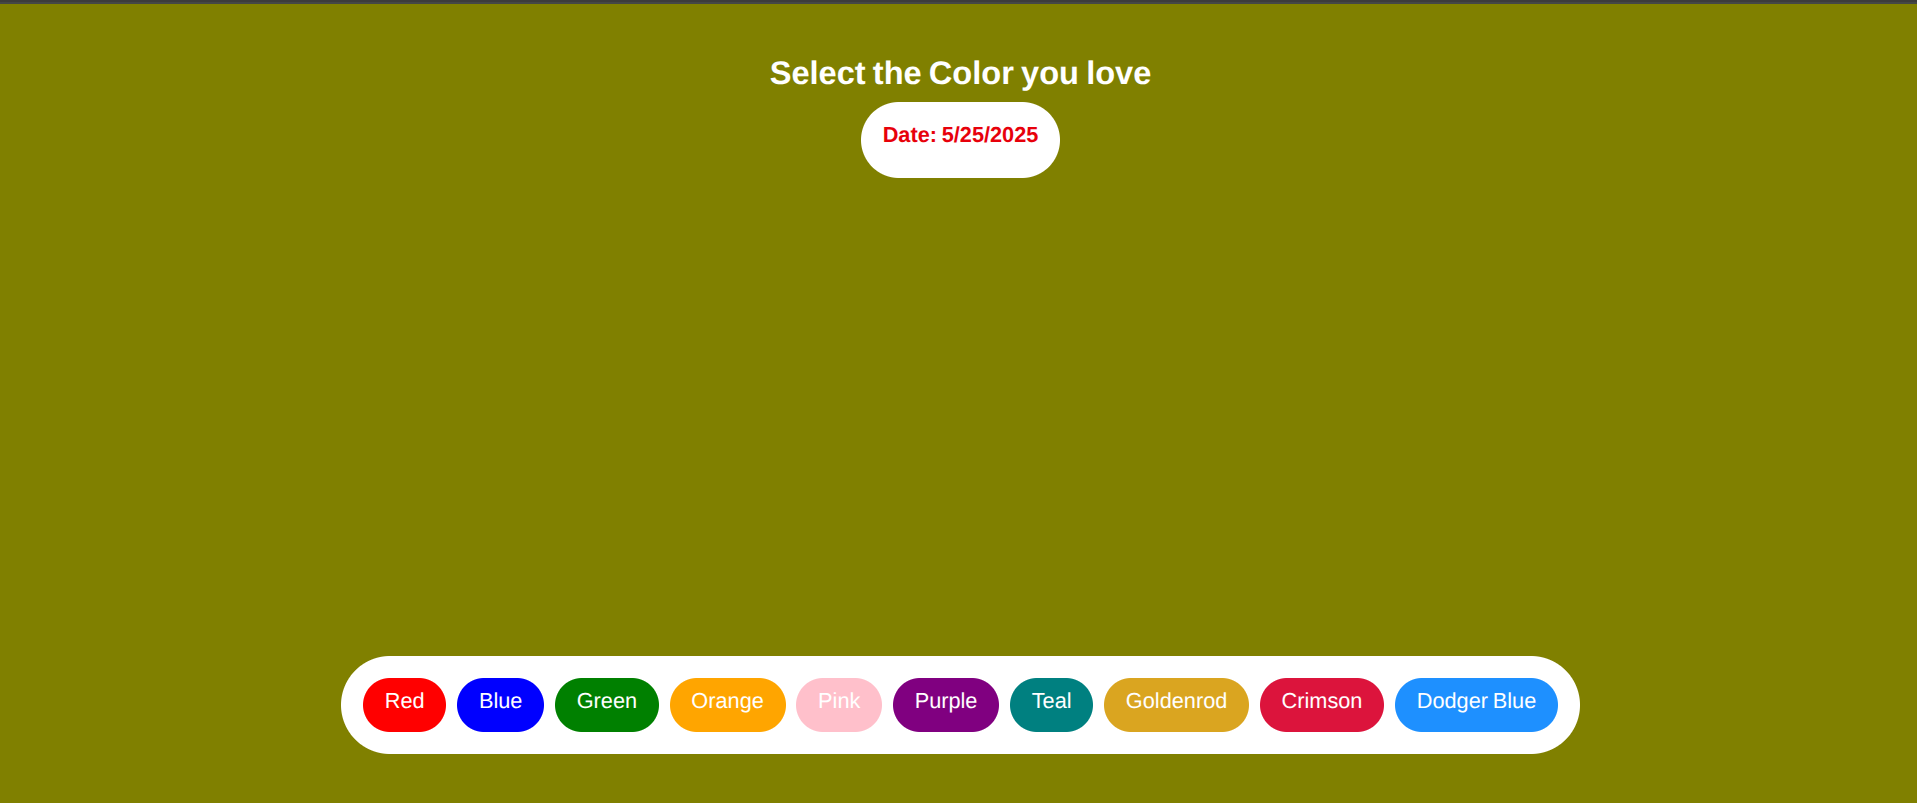 Select the Color you love
Date: 5/25/2025
Red Blue Green Orange Pink Purple Teal Goldenrod Crimson Dodger Blue